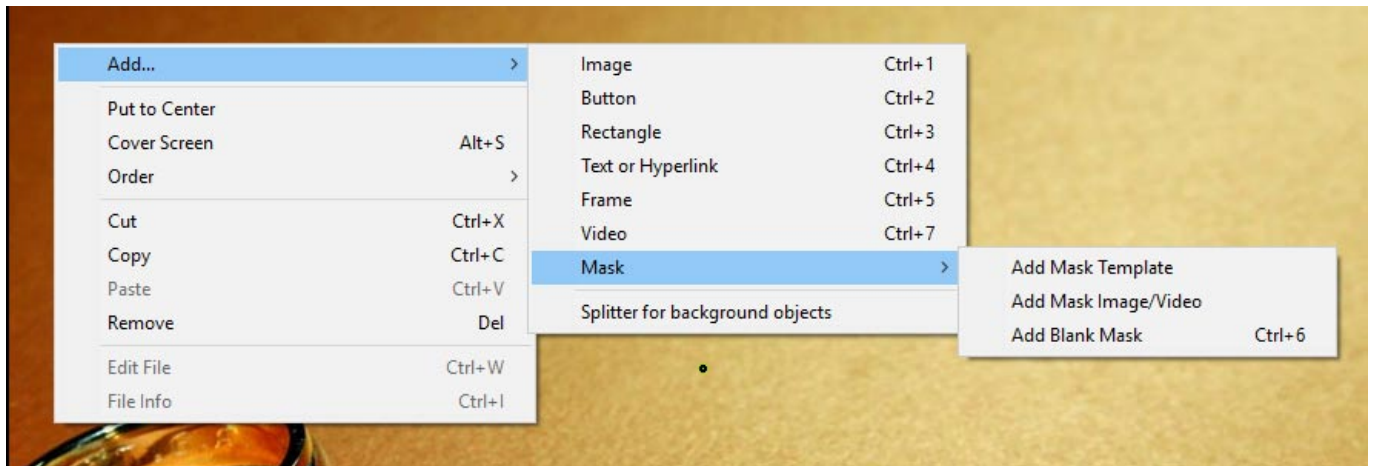 Add...
Put to Center
Cover Screen Alt+S
Order
Cut Ctrl+X
Copy Ctrl+C
Paste Ctrl+V
Remove Del
Edit File Ctrl+W
File Info Ctrl+I
Image Ctrl+1
Button Ctrl+2
Rectangle Ctrl+3
Text or Hyperlink Ctrl+4
Frame Ctrl+5
Video Ctrl+7
Mask
Splitter for background objects
Add Mask Template
Add Mask Image/Video
Add Blank Mask Ctrl+6